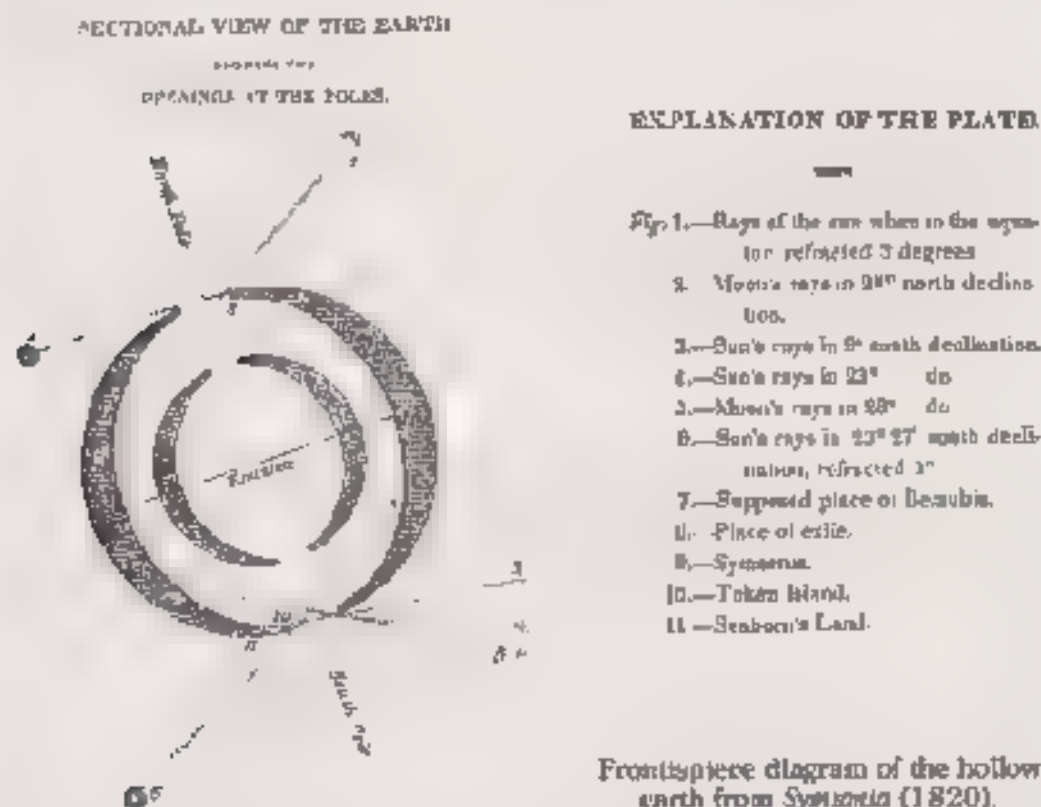 SECTIONAL VIEW OF THE EARTH
OPENINGS AT THE POLES.
Rotation
EXPLANATION OF THE PLATE.
Fig. 1.—Rays of the sun when in the equa-
tor refracted 3 degrees
2. Moon's rays in north declina
tion.
3.—Sun's rays in south declination.
4.—Sun's rays in 23° do
5.—Moon's rays in 28° do
6.—Sun's rays in 23° 27' south decli-
nation, refracted 3°
7.—Supposed place of Belzubia.
8. Place of exile.
9.—Symzonia.
10.—Token Island.
11—Seaborn's Land.
Frontispiece diagram of the hollow
earth from Symzonia (1820)